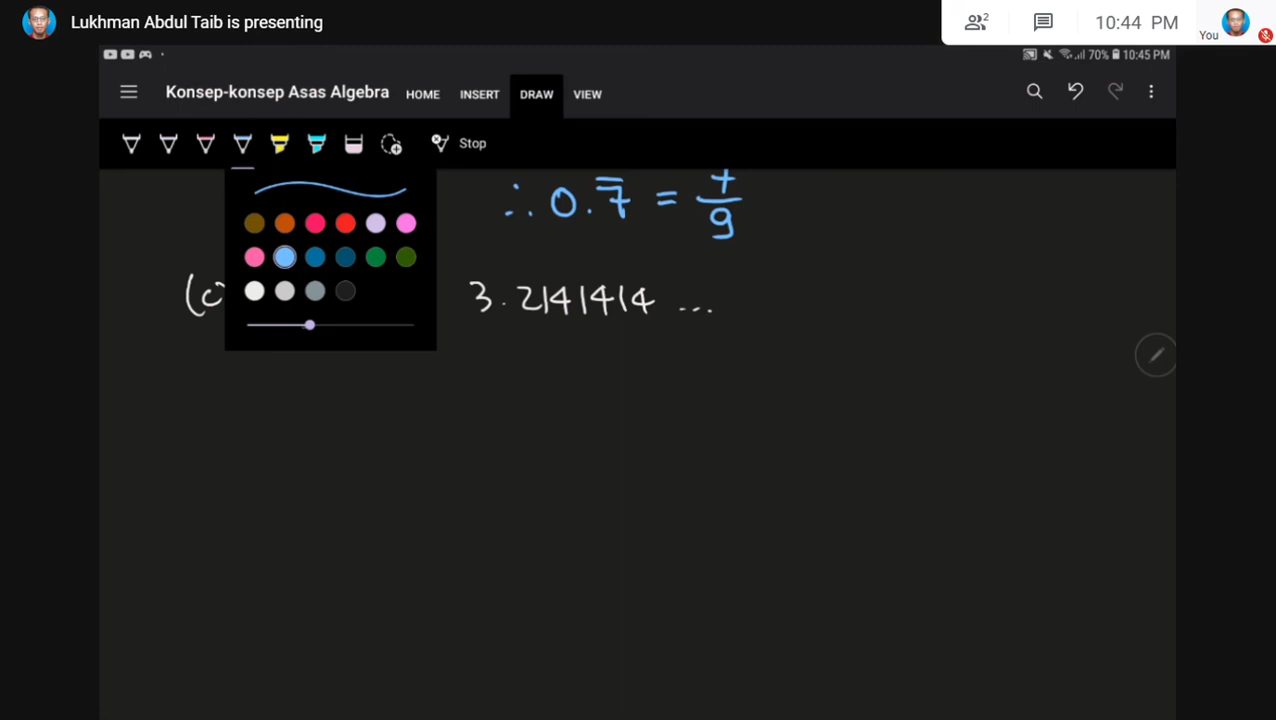 Lukhman Abdul Taib is presenting
2
10:44 PM
You
70% 10:45 PM
Konsep-konsep Asas Algebra HOME INSERT DRAW VIEW
Stop
∴ 0.7̅ = 7/9
(c)
3.2141414 ...